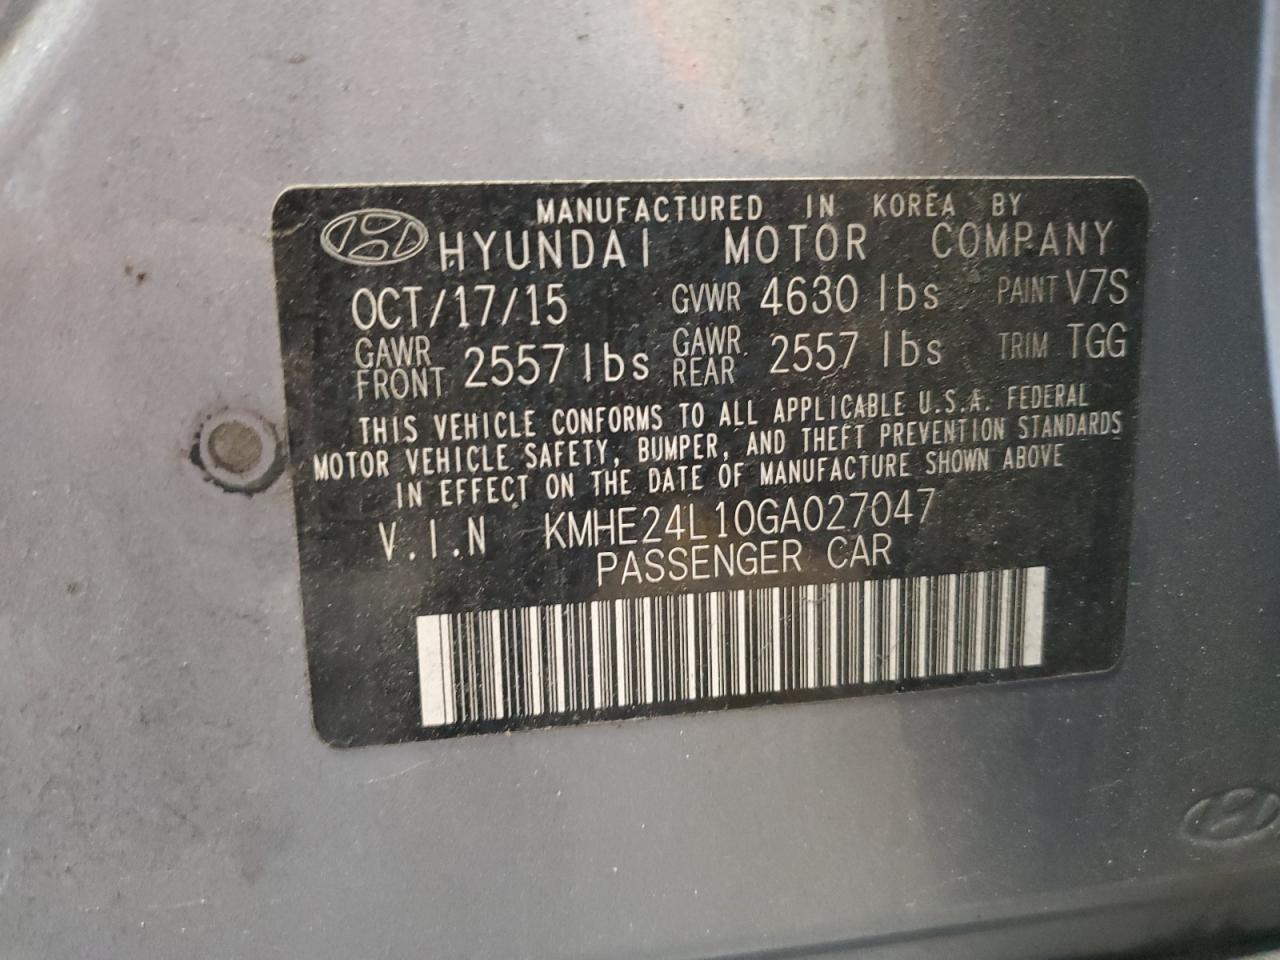 MANUFACTURED IN KOREA BY
HYUNDAI MOTOR COMPANY
OCT/17/15 GVWR 4630 lbs PAINT V7S
GAWR FRONT 2557 lbs GAWR REAR 2557 lbs TRIM TGG
THIS VEHICLE CONFORMS TO ALL APPLICABLE U.S.A. FEDERAL
MOTOR VEHICLE SAFETY, BUMPER, AND THEFT PREVENTION STANDARDS
IN EFFECT ON THE DATE OF MANUFACTURE SHOWN ABOVE
V.I.N KMHE24L10GA027047
PASSENGER CAR